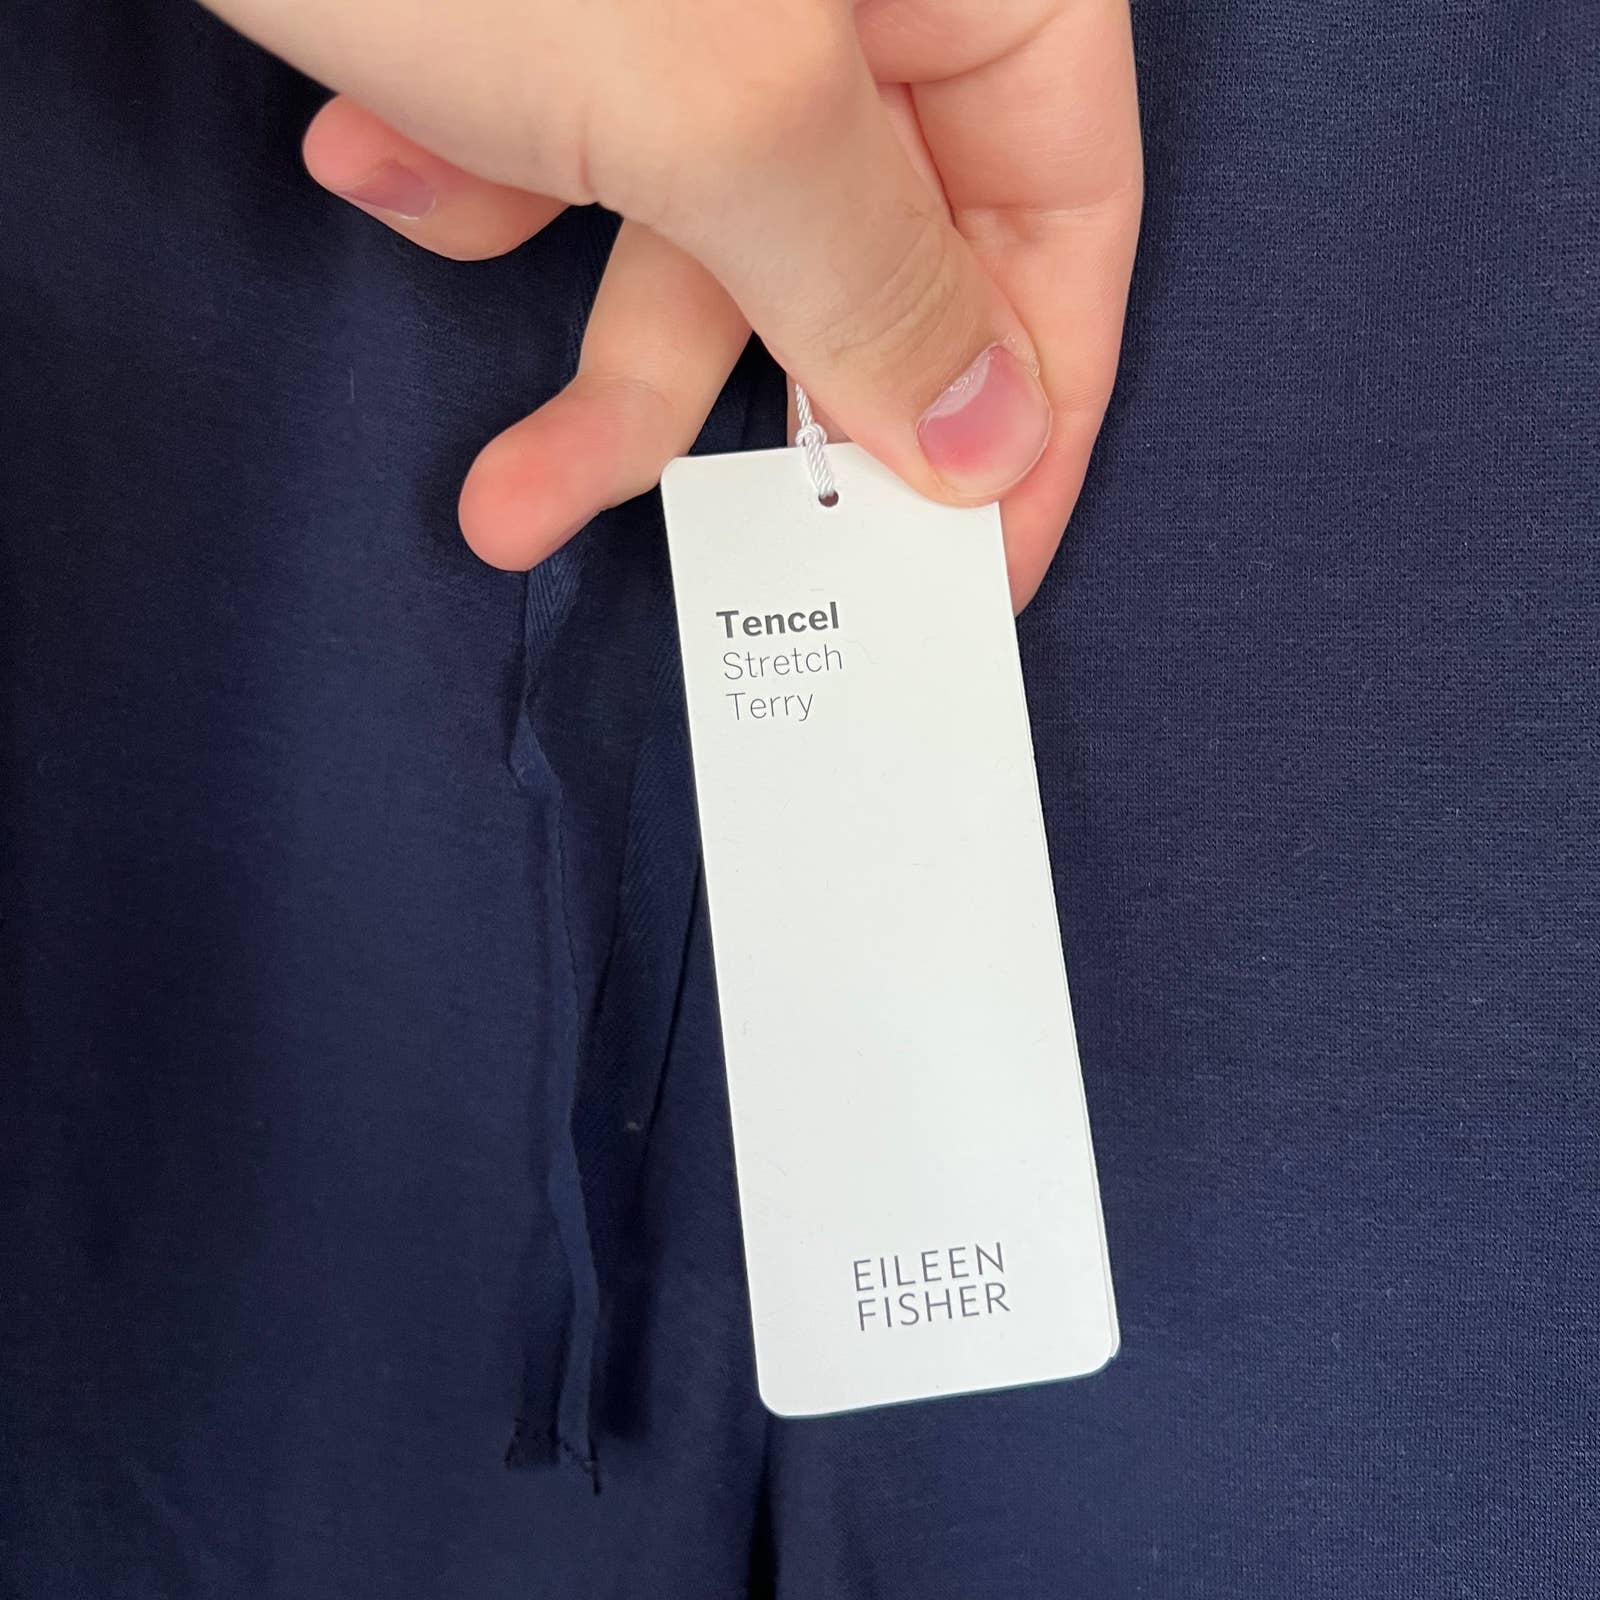 Tencel
Stretch
Terry
EILEEN
FISHER